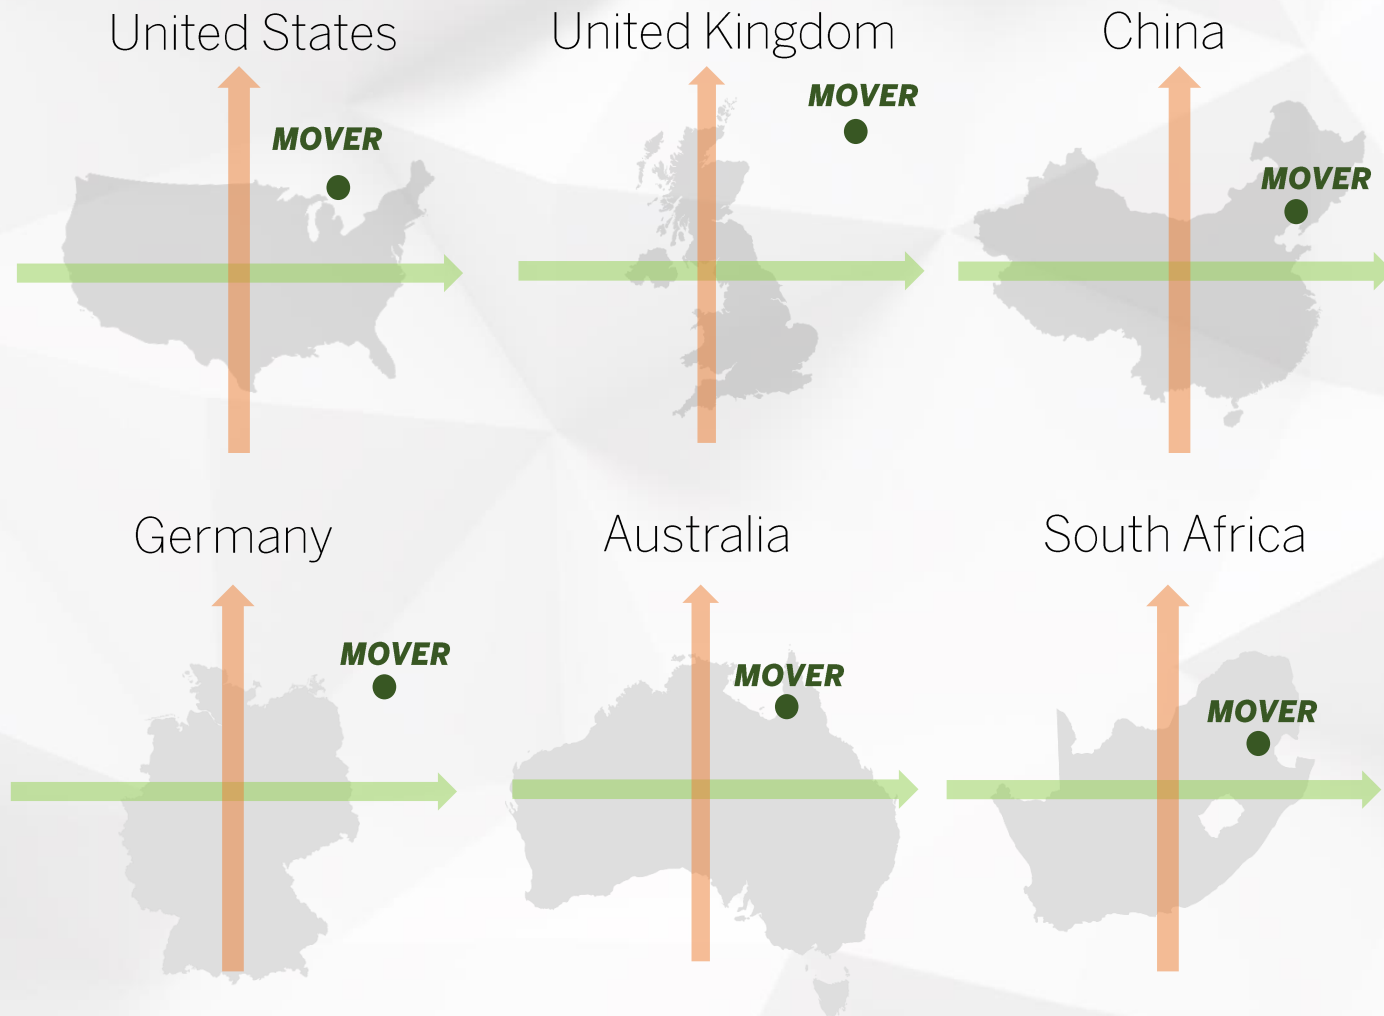 United States
United Kingdom
China
MOVER
MOVER
MOVER
Germany
Australia
South Africa
MOVER
MOVER
MOVER